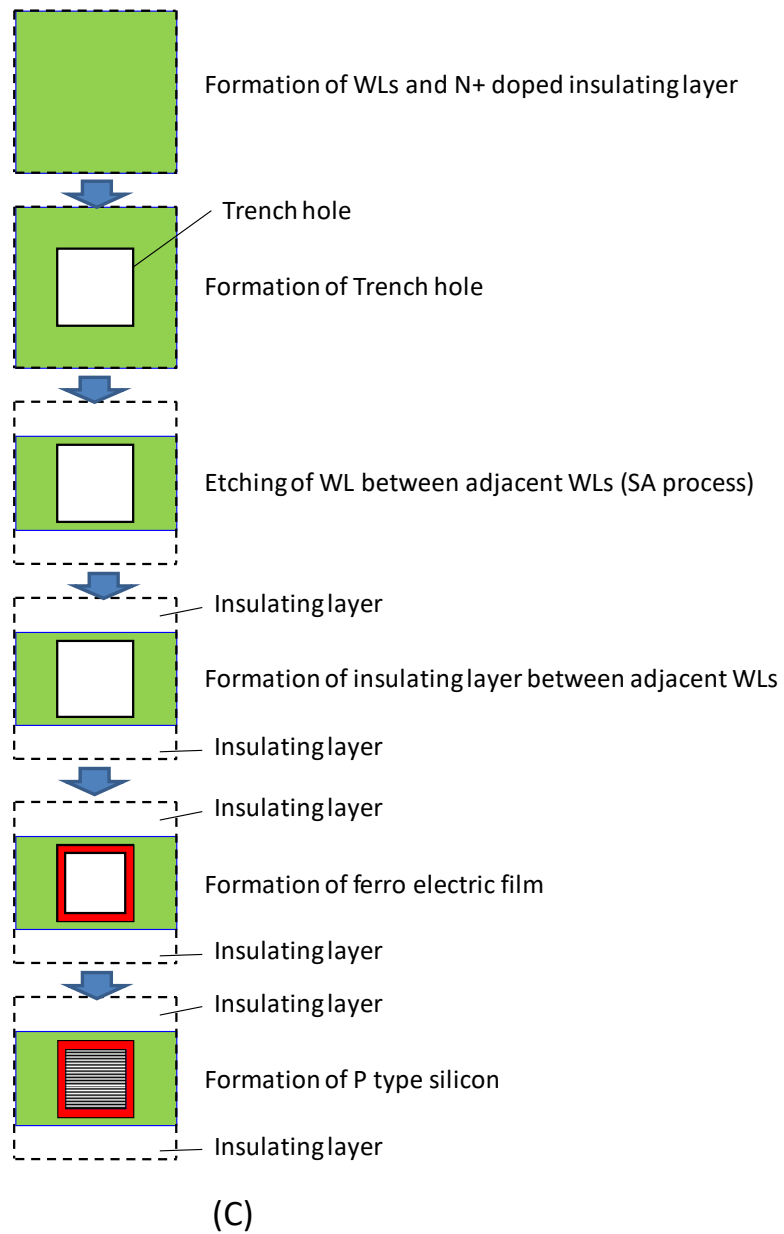 Formation of WLs and N+ doped insulating layer
Trench hole
Formation of Trench hole
Etching of WL between adjacent WLs (SA process)
Insulating layer
Formation of insulating layer between adjacent WLs
Insulating layer
Insulating layer
Formation of ferro electric film
Insulating layer
Insulating layer
Formation of P type silicon
Insulating layer
(C)